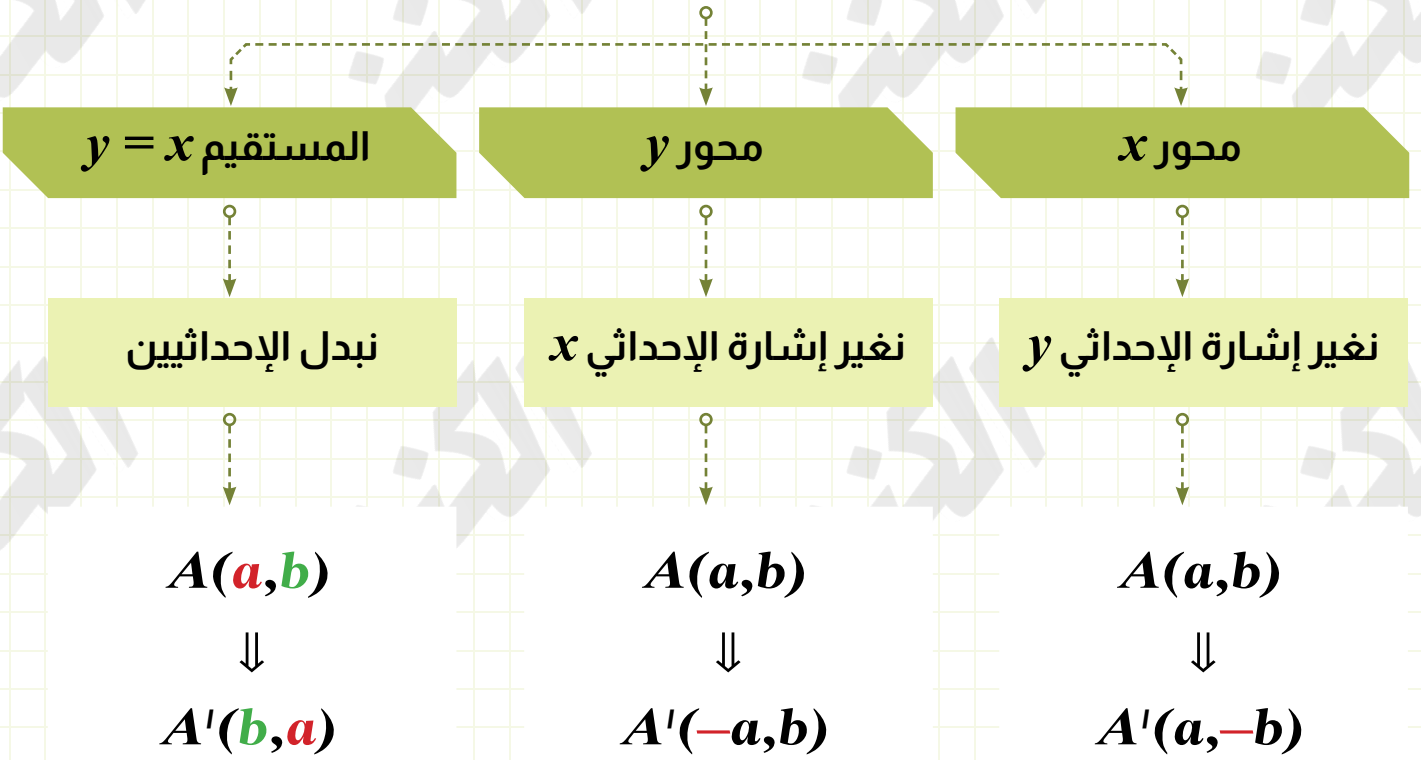 محور x
محور y
المستقيم y = x
نغير إشارة الإحداثي y
نغير إشارة الإحداثي x
نبدل الإحداثيين
A(a,b)
⇓
A'(a,–b)
A(a,b)
⇓
A'(–a,b)
A(a,b)
⇓
A'(b,a)